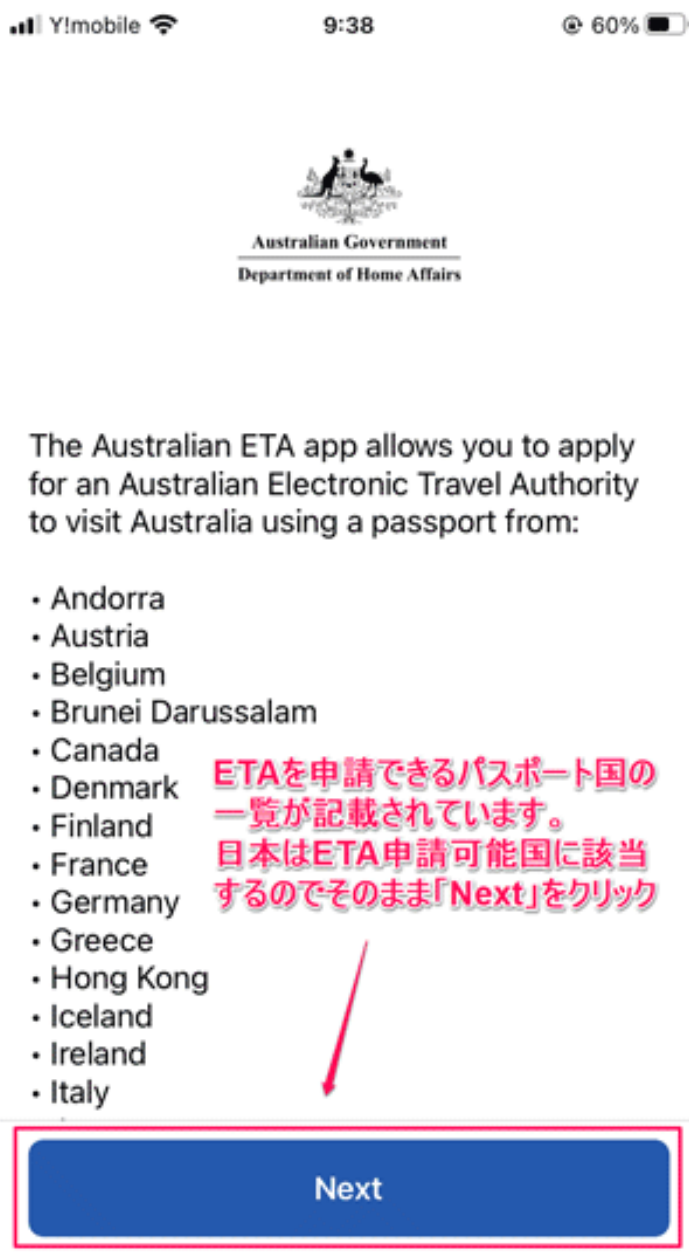 Y!mobile 9:38 60%
Australian Government
Department of Home Affairs
The Australian ETA app allows you to apply
for an Australian Electronic Travel Authority
to visit Australia using a passport from:
• Andorra
• Austria
• Belgium
• Brunei Darussalam
• Canada
• Denmark
• Finland
• France
• Germany
• Greece
• Hong Kong
• Iceland
• Ireland
• Italy
ETAを申請できるパスポート国の
一覧が記載されています。
日本はETA申請可能国に該当
するのでそのまま「Next」をクリック
Next